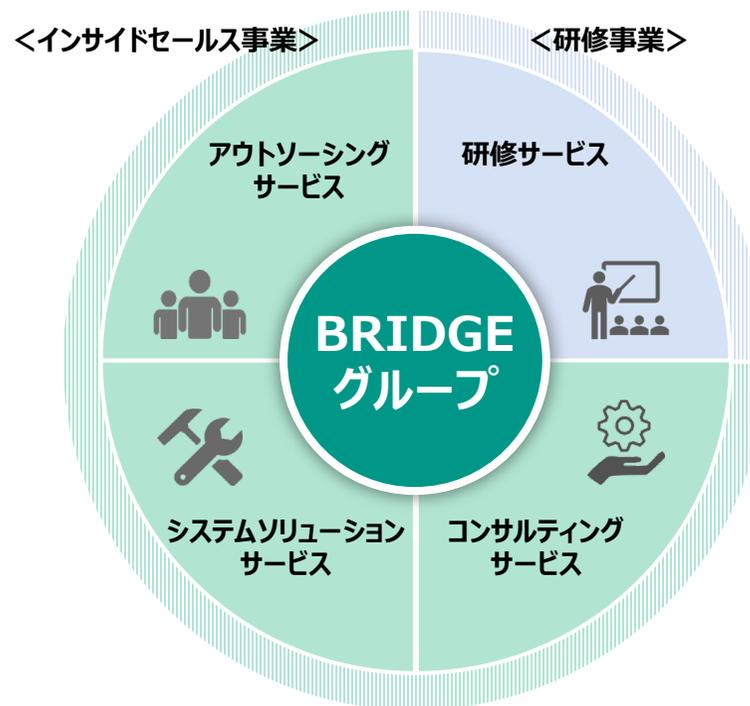 ＜インサイドセールス事業＞
＜研修事業＞
アウトソーシング
サービス
研修サービス
BRIDGE
グループ
システムソリューション
サービス
コンサルティング
サービス